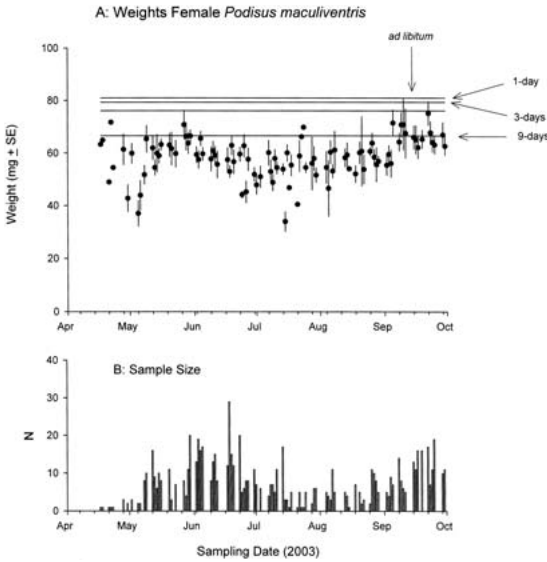 A: Weights Female Podisus maculiventris
ad libitum
1-day
3-days
9-days
Weight (mg ± SE)
100
80
60
40
20
0
Apr May Jun Jul Aug Sep Oct
B: Sample Size
N
40
30
20
10
0
Apr May Jun Jul Aug Sep Oct
Sampling Date (2003)